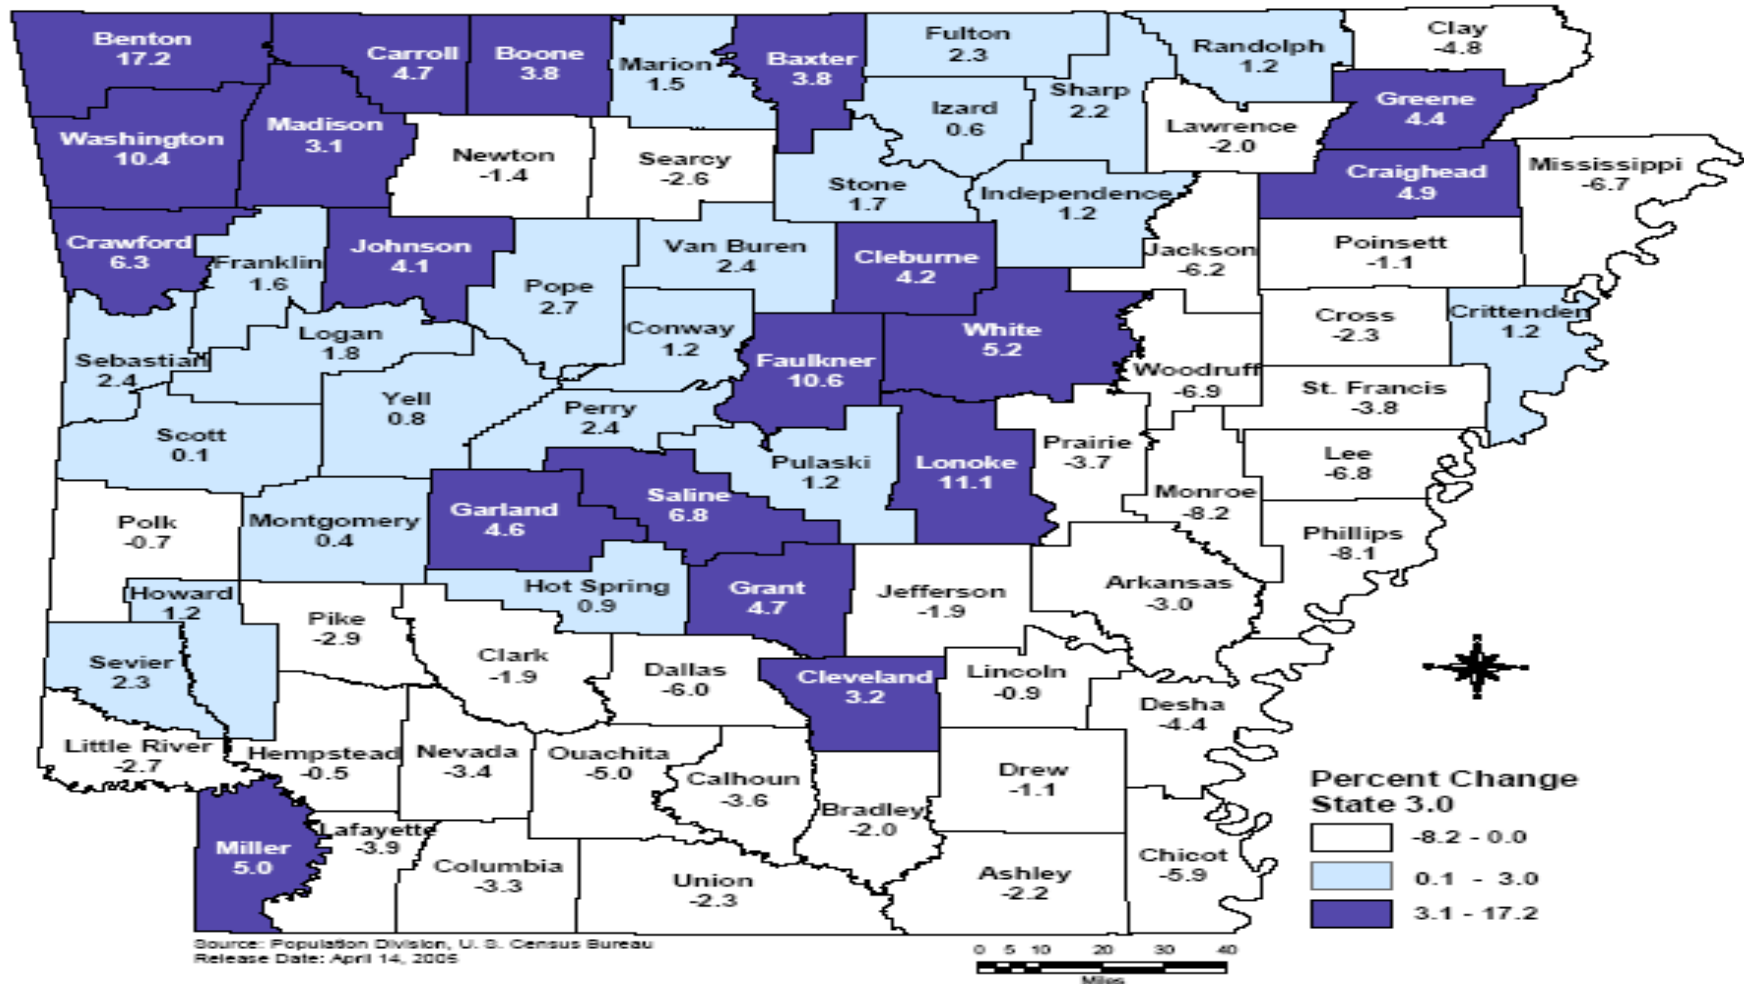 Benton
17.2
Carroll
4.7
Boone
3.8
Marion
1.5
Baxter
3.8
Fulton
2.3
Randolph
1.2
Clay
-4.8
Washington
10.4
Madison
3.1
Newton
-1.4
Searcy
-2.6
Izard
0.6
Sharp
2.2
Lawrence
-2.0
Greene
4.4
Stone
1.7
Independence
1.2
Craighead
4.9
Mississippi
-6.7
Crawford
6.3
Franklin
1.6
Johnson
4.1
Pope
2.7
Van Buren
2.4
Cleburne
4.2
Jackson
-6.2
Poinsett
-1.1
Sebastian
2.4
Logan
1.8
Conway
1.2
Faulkner
10.6
White
5.2
Woodruff
-6.9
Cross
-2.3
Crittenden
1.2
Scott
0.1
Yell
0.8
Perry
2.4
Pulaski
1.2
Lonoke
11.1
Prairie
-3.7
St. Francis
-3.8
Lee
-6.8
Monroe
-8.2
Phillips
-8.1
Polk
-0.7
Montgomery
0.4
Garland
4.6
Saline
6.8
Hot Spring
0.9
Grant
4.7
Jefferson
-1.9
Arkansas
-3.0
Howard
1.2
Pike
-2.9
Sevier
2.3
Clark
-1.9
Dallas
-6.0
Cleveland
3.2
Lincoln
-0.9
Desha
-4.4
Little River
-2.7
Hempstead
-0.5
Nevada
-3.4
Ouachita
-5.0
Calhoun
-3.6
Bradley
-2.0
Drew
-1.1
Miller
5.0
Lafayette
-3.9
Columbia
-3.3
Union
-2.3
Ashley
-2.2
Chicot
-5.9
Percent Change
State 3.0
-8.2 - 0.0
0.1 - 3.0
3.1 - 17.2
Source: Population Division, U. S. Census Bureau
Release Date: April 14, 2005
0 5 10 20 30 40
Miles